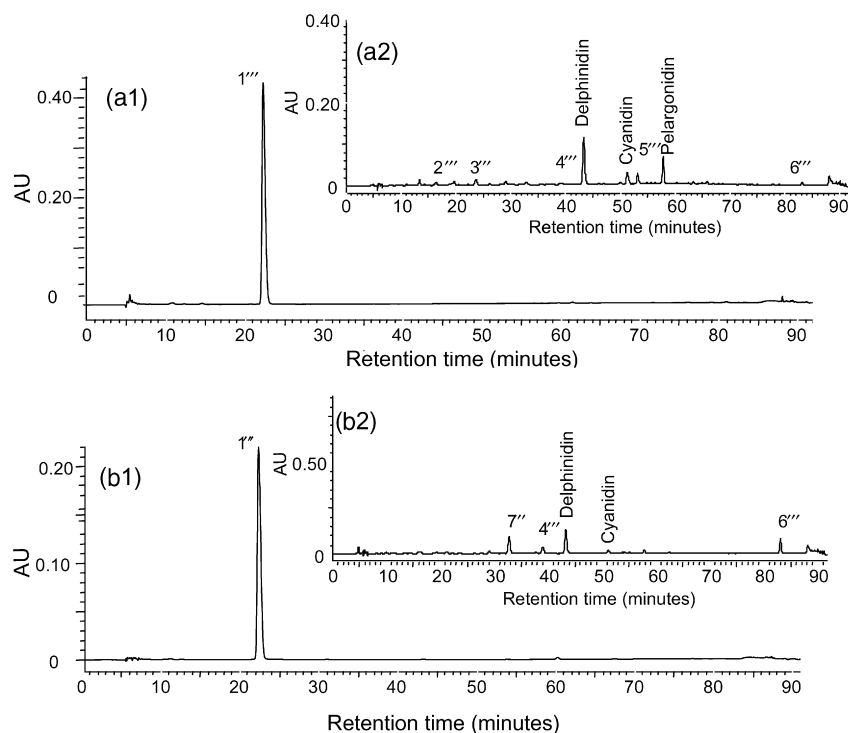 (a1)
1‴
0.40
0.20
0
AU
0 10 20 30 40 50 60 70 80 90
Retention time (minutes)
(a2)
0.40
0.20
0
AU
2‴ 3‴ 4‴ Delphinidin Cyanidin 5‴ Pelargonidin 6‴
0 10 20 30 40 50 60 70 80 90
Retention time (minutes)
(b1)
1‴
0.20
0.10
0
AU
0 10 20 30 40 50 60 70 80 90
Retention time (minutes)
(b2)
0.50
0
AU
7″ 4‴ Delphinidin Cyanidin 6‴
0 10 20 30 40 50 60 70 80 90
Retention time (minutes)